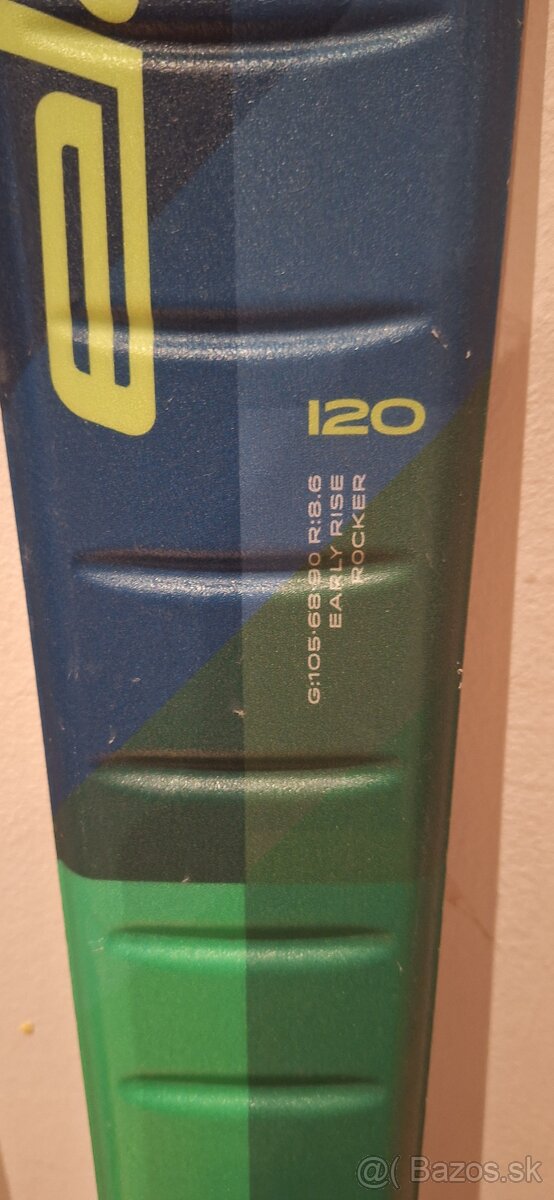 120
G:105·68·90 R:8.6
EARLY RISE
ROCKER
@( Bazos.sk